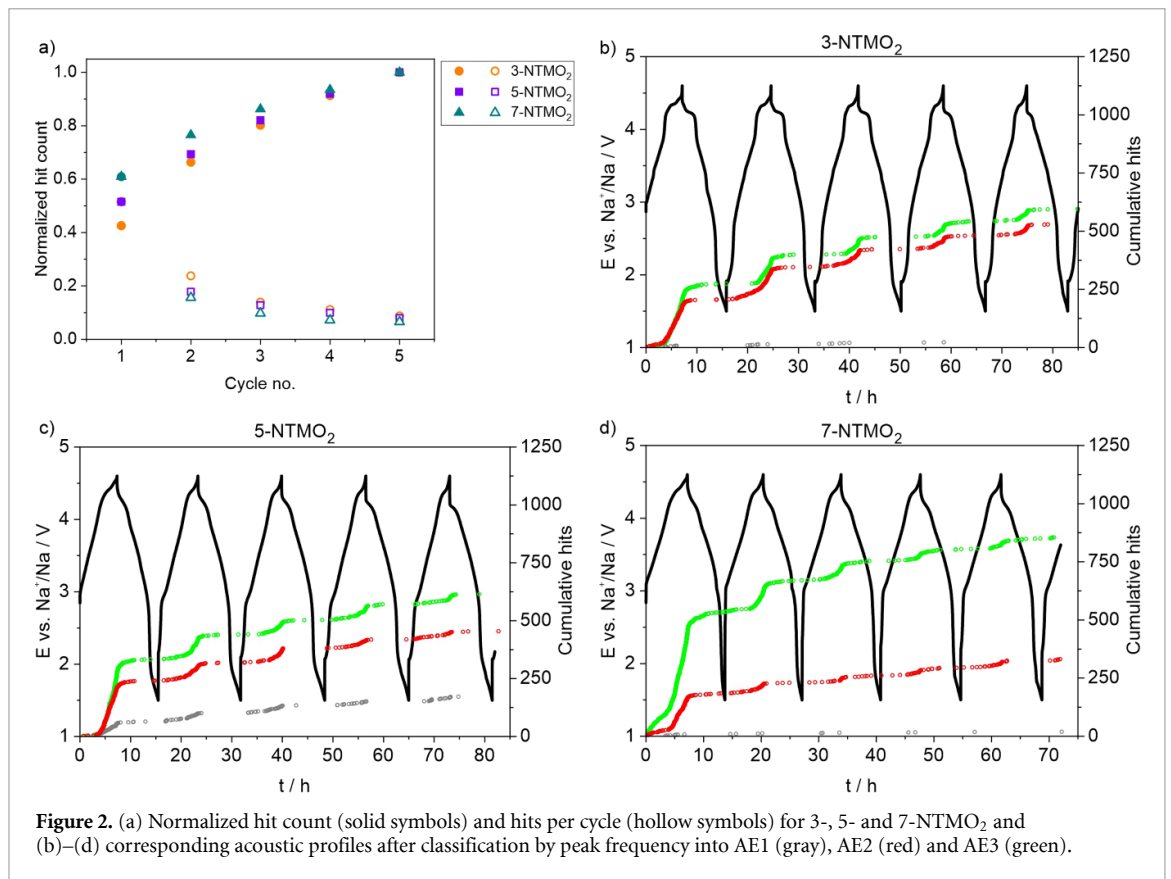 a)
Normalized hit count
1.0
0.8
0.6
0.4
0.2
0.0
1 2 3 4 5
Cycle no.
3-NTMO₂
5-NTMO₂
7-NTMO₂
b)
3-NTMO₂
E vs. Na⁺/Na / V
5
4
3
2
1
0 10 20 30 40 50 60 70 80
t / h
1250
1000
750
500
250
0
Cumulative hits
c)
5-NTMO₂
E vs. Na⁺/Na / V
5
4
3
2
1
0 10 20 30 40 50 60 70 80
t / h
1250
1000
750
500
250
0
Cumulative hits
d)
7-NTMO₂
E vs. Na⁺/Na / V
5
4
3
2
1
0 10 20 30 40 50 60 70
t / h
1250
1000
750
500
250
0
Cumulative hits
Figure 2. (a) Normalized hit count (solid symbols) and hits per cycle (hollow symbols) for 3-, 5- and 7-NTMO₂ and
(b)–(d) corresponding acoustic profiles after classification by peak frequency into AE1 (gray), AE2 (red) and AE3 (green).